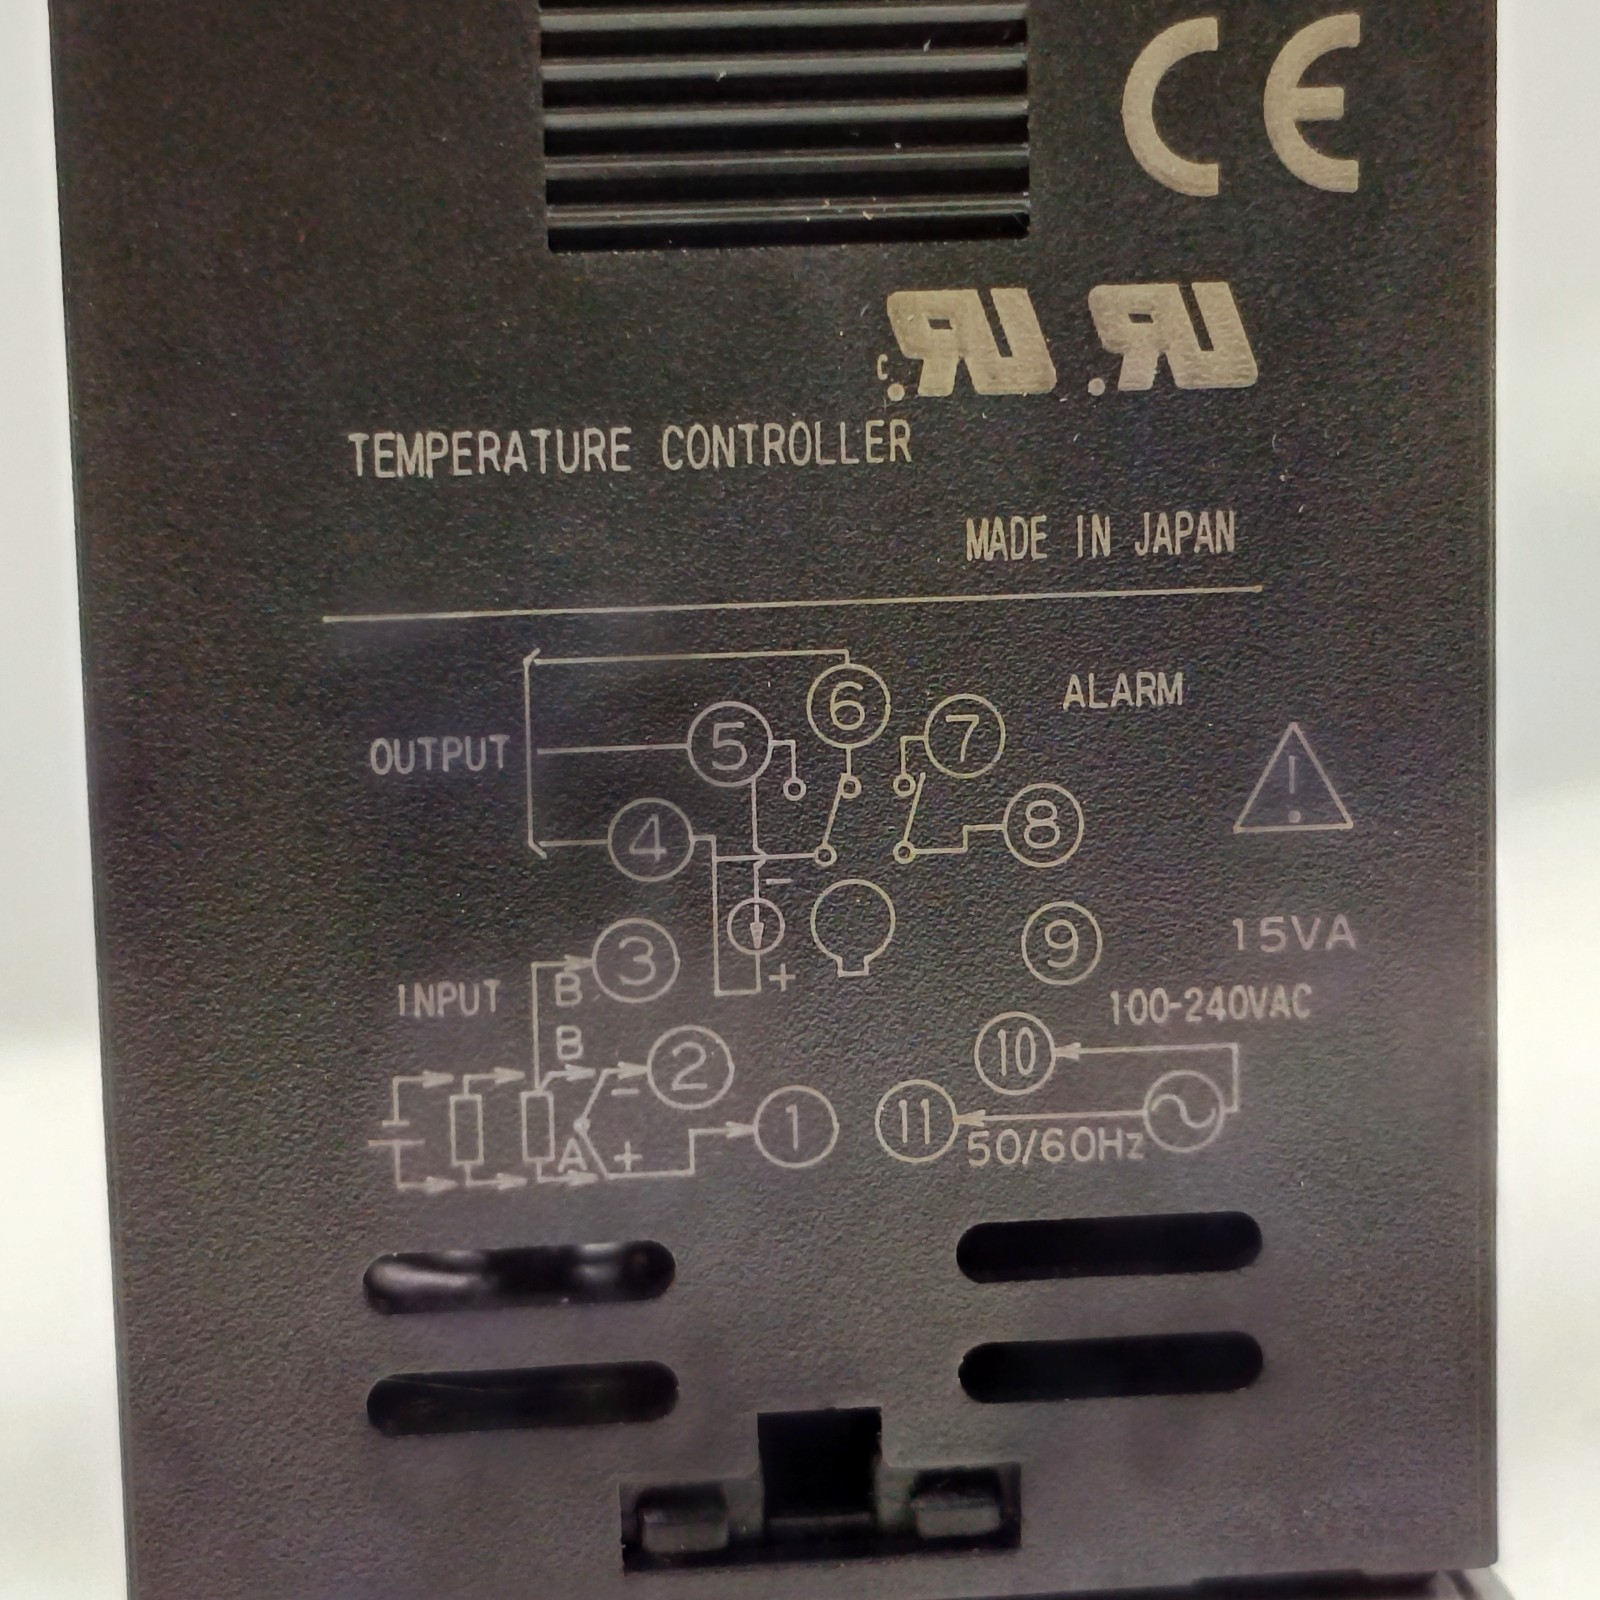 CE
c UR UR
TEMPERATURE CONTROLLER
MADE IN JAPAN
ALARM
OUTPUT
6
5
7
4
8
-
+
3
9
15VA
INPUT
B
B
2
10
100-240VAC
-
A
+
1
11
50/60Hz
!